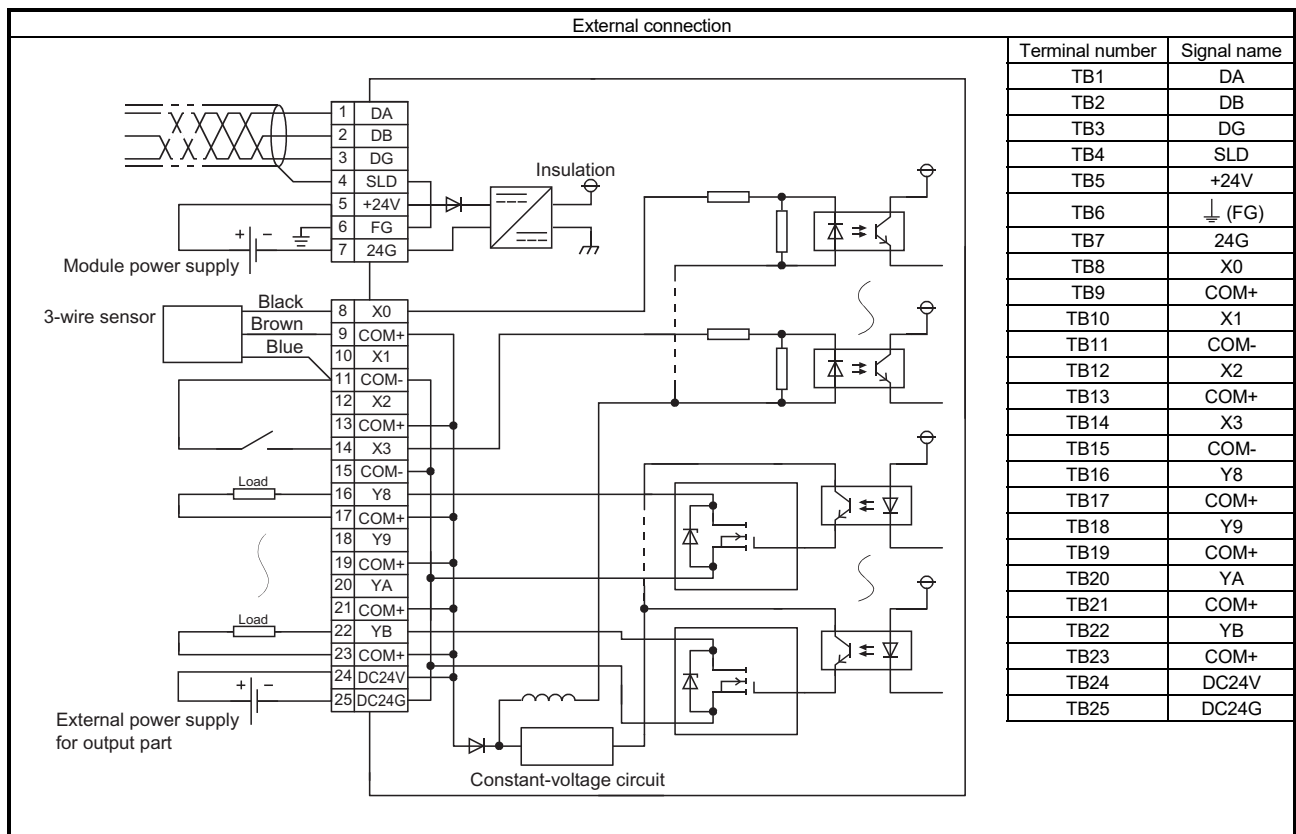 External connection
1 DA
2 DB
3 DG
4 SLD
5 +24V
6 FG
7 24G
Insulation
+ −
Module power supply
3-wire sensor
Black
Brown
Blue
8 X0
9 COM+
10 X1
11 COM-
12 X2
13 COM+
14 X3
15 COM-
16 Y8
17 COM+
18 Y9
19 COM+
20 YA
21 COM+
22 YB
23 COM+
24 DC24V
25 DC24G
Load
Load
+ −
External power supply
for output part
Constant-voltage circuit
Terminal number Signal name
TB1 DA
TB2 DB
TB3 DG
TB4 SLD
TB5 +24V
TB6 (FG)
TB7 24G
TB8 X0
TB9 COM+
TB10 X1
TB11 COM-
TB12 X2
TB13 COM+
TB14 X3
TB15 COM-
TB16 Y8
TB17 COM+
TB18 Y9
TB19 COM+
TB20 YA
TB21 COM+
TB22 YB
TB23 COM+
TB24 DC24V
TB25 DC24G